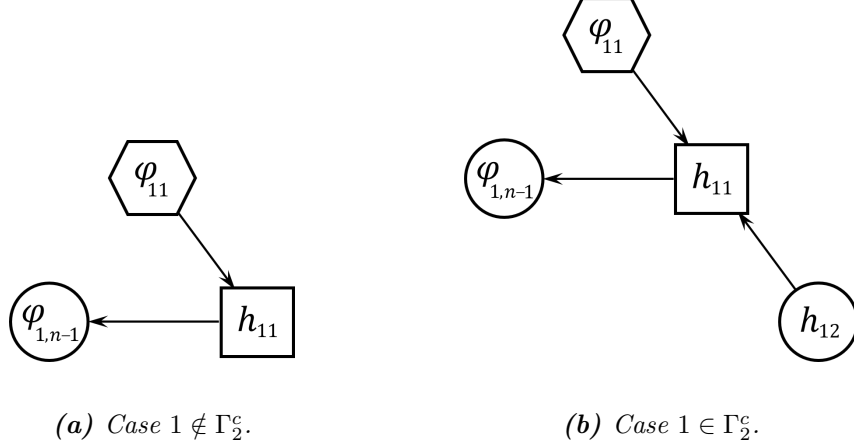 φ₁₁
φ₁,ₙ₋₁
h₁₁
(a) Case 1 ∉ Γ₂ᶜ.
φ₁₁
φ₁,ₙ₋₁
h₁₁
h₁₂
(b) Case 1 ∈ Γ₂ᶜ.